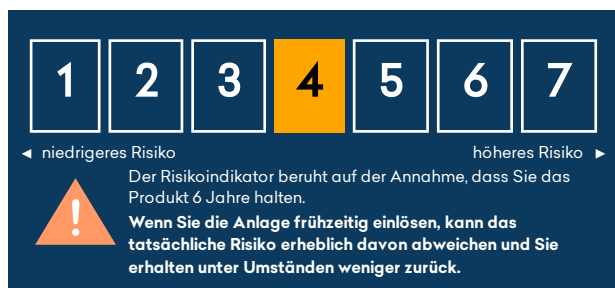 1 2 3 4 5 6 7
◄ niedrigeres Risiko höheres Risiko ►
Der Risikoindikator beruht auf der Annahme, dass Sie das
Produkt 6 Jahre halten.
Wenn Sie die Anlage frühzeitig einlösen, kann das
tatsächliche Risiko erheblich davon abweichen und Sie
erhalten unter Umständen weniger zurück.